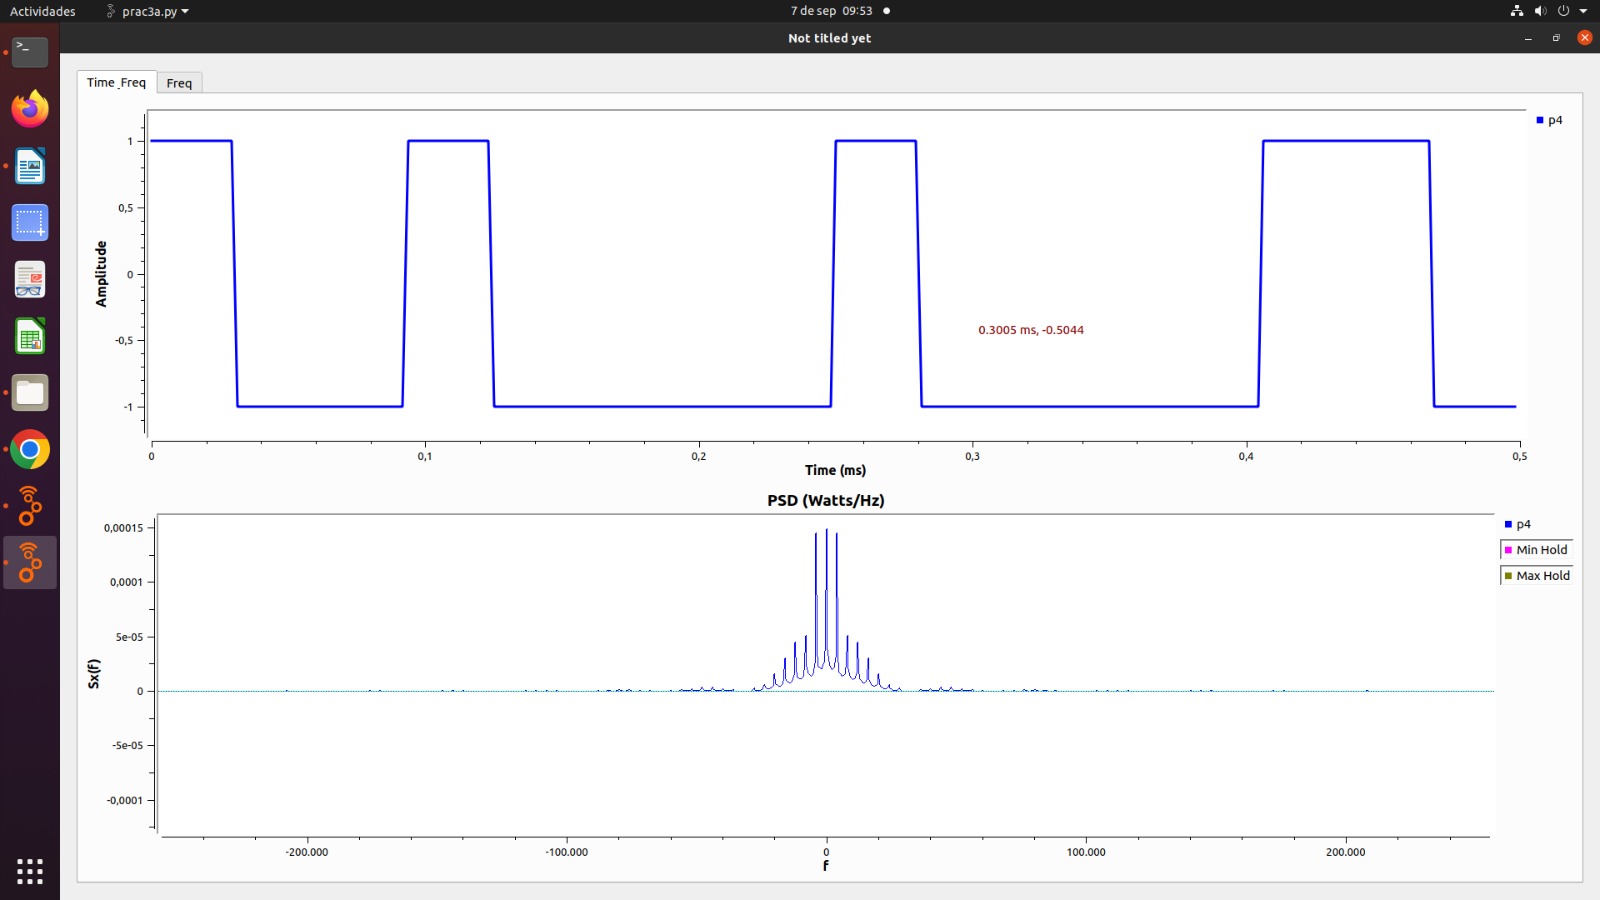 Actividades prac3a.py 7 de sep 09:53
Not titled yet
Time_Freq Freq
p4
1
0,5
0
-0,5
-1
Amplitude
0.3005 ms, -0.5044
0 0,1 0,2 0,3 0,4 0,5
Time (ms)
PSD (Watts/Hz)
p4
Min Hold
Max Hold
0,00015
0,0001
5e-05
0
-5e-05
-0,0001
Sx(f)
-200.000 -100.000 0 100.000 200.000
f